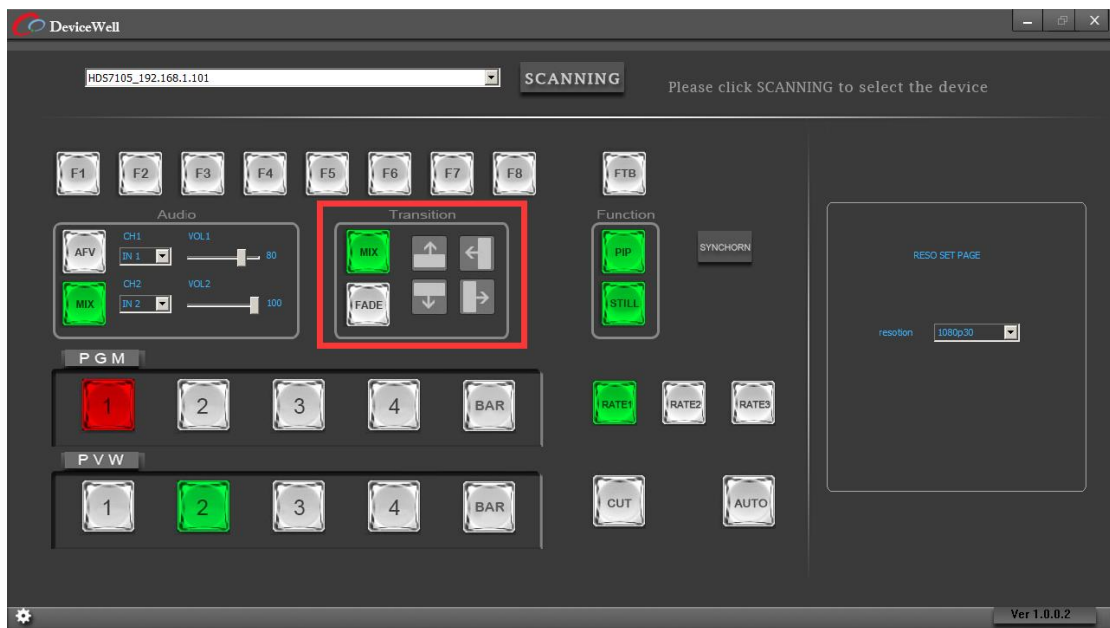 DeviceWell
HDS7105_192.168.1.101
SCANNING
Please click SCANNING to select the device
F1 F2 F3 F4 F5 F6 F7 F8 FTB
Audio
AFV
CH1 VOL1
IN 1 80
MIX
CH2 VOL2
IN 2 100
Transition
MIX
FADE
Function
PIP
STILL
SYNCHORN
RESO SET PAGE
resotion 1080p30
PGM
1 2 3 4 BAR
RATE1 RATE2 RATE3
PVW
1 2 3 4 BAR
CUT AUTO
Ver 1.0.0.2